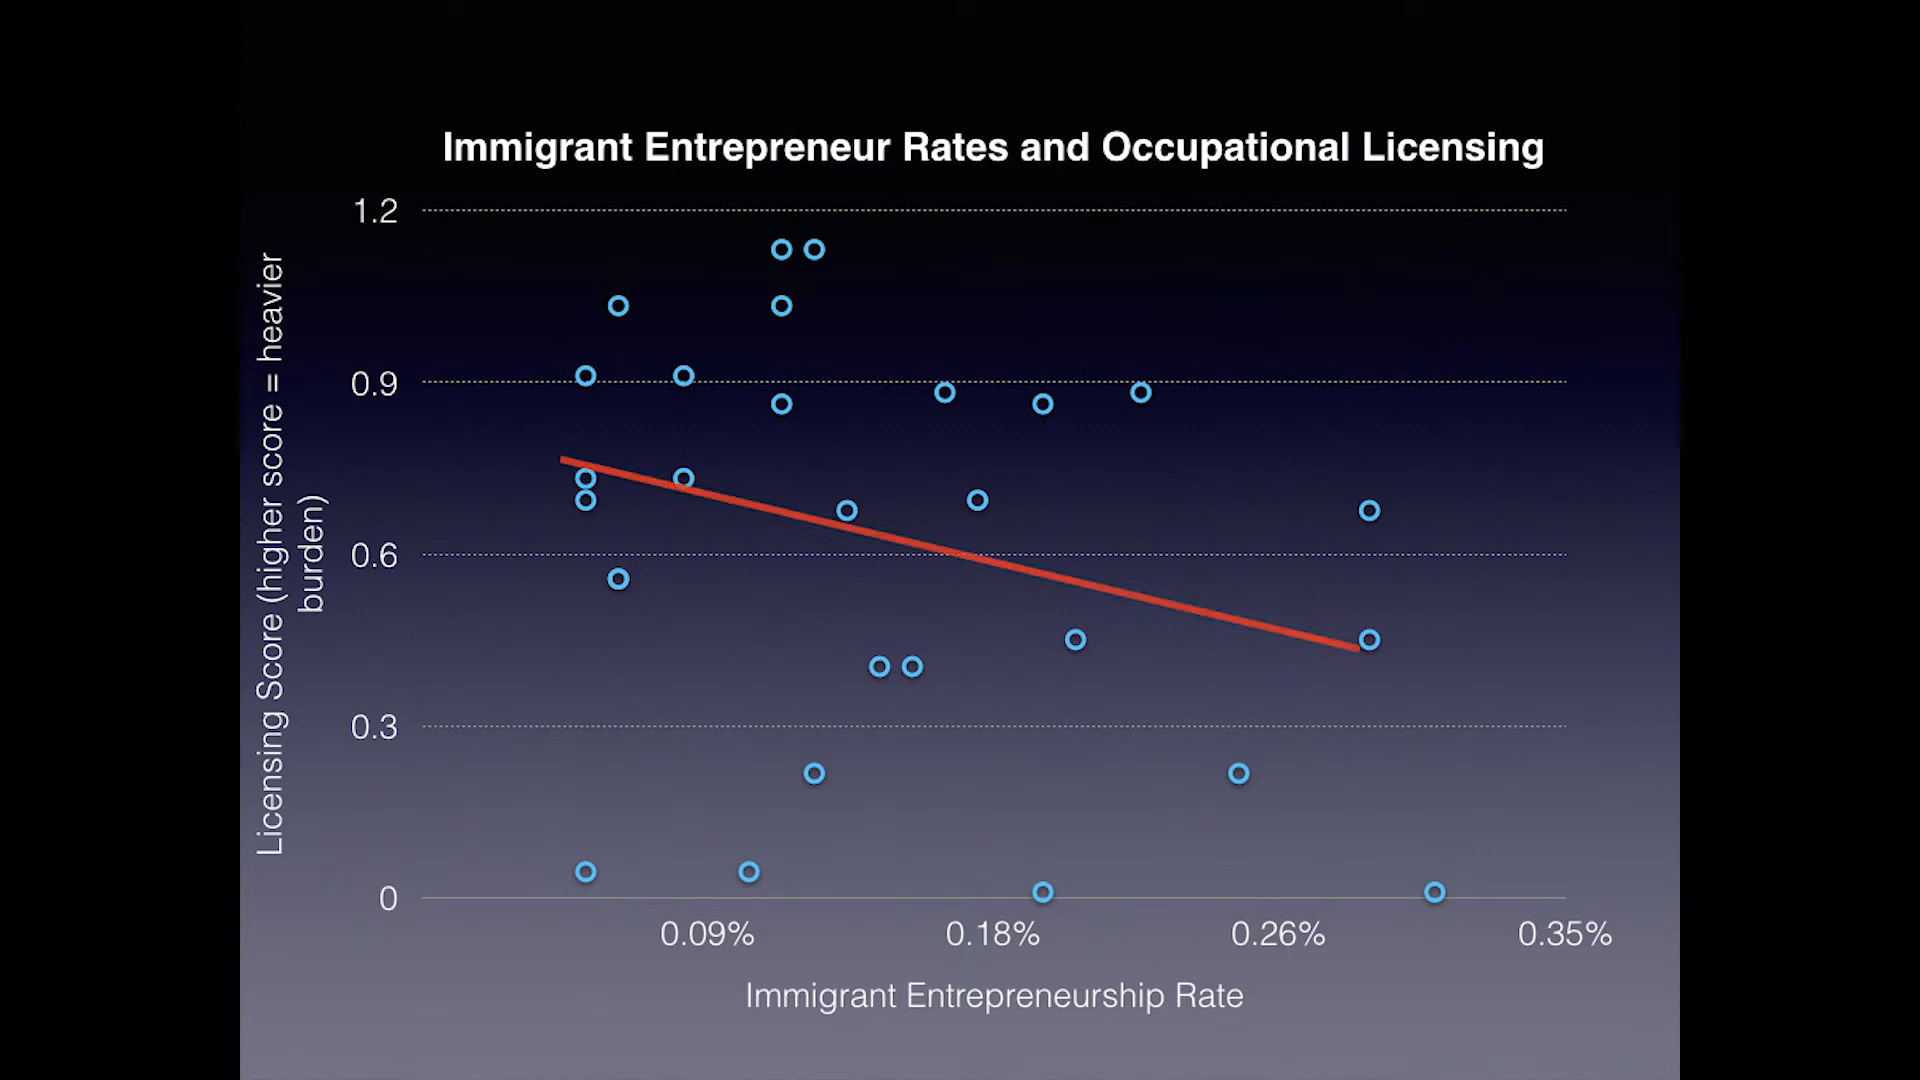 Immigrant Entrepreneur Rates and Occupational Licensing
1.2
0.9
0.6
0.3
0
Licensing Score (higher score = heavier
burden)
0.09%
0.18%
0.26%
0.35%
Immigrant Entrepreneurship Rate